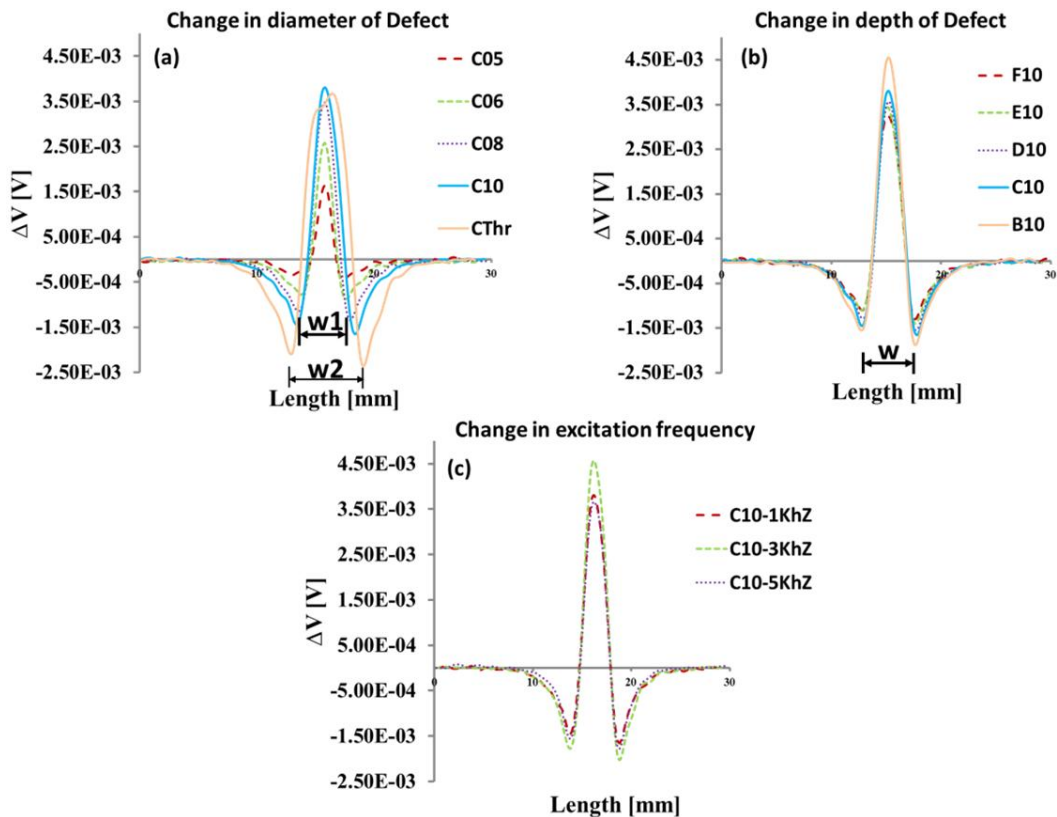 Change in diameter of Defect
(a)
4.50E-03
3.50E-03
2.50E-03
1.50E-03
5.00E-04
-5.00E-04
-1.50E-03
-2.50E-03
ΔV [V]
0
10
20
30
C05
C06
C08
C10
CThr
w1
w2
Length [mm]
Change in depth of Defect
(b)
4.50E-03
3.50E-03
2.50E-03
1.50E-03
5.00E-04
-5.00E-04
-1.50E-03
-2.50E-03
ΔV [V]
0
10
20
30
F10
E10
D10
C10
B10
w
Length [mm]
Change in excitation frequency
(c)
4.50E-03
3.50E-03
2.50E-03
1.50E-03
5.00E-04
-5.00E-04
-1.50E-03
-2.50E-03
ΔV [V]
0
10
20
30
C10-1KhZ
C10-3KhZ
C10-5KhZ
Length [mm]